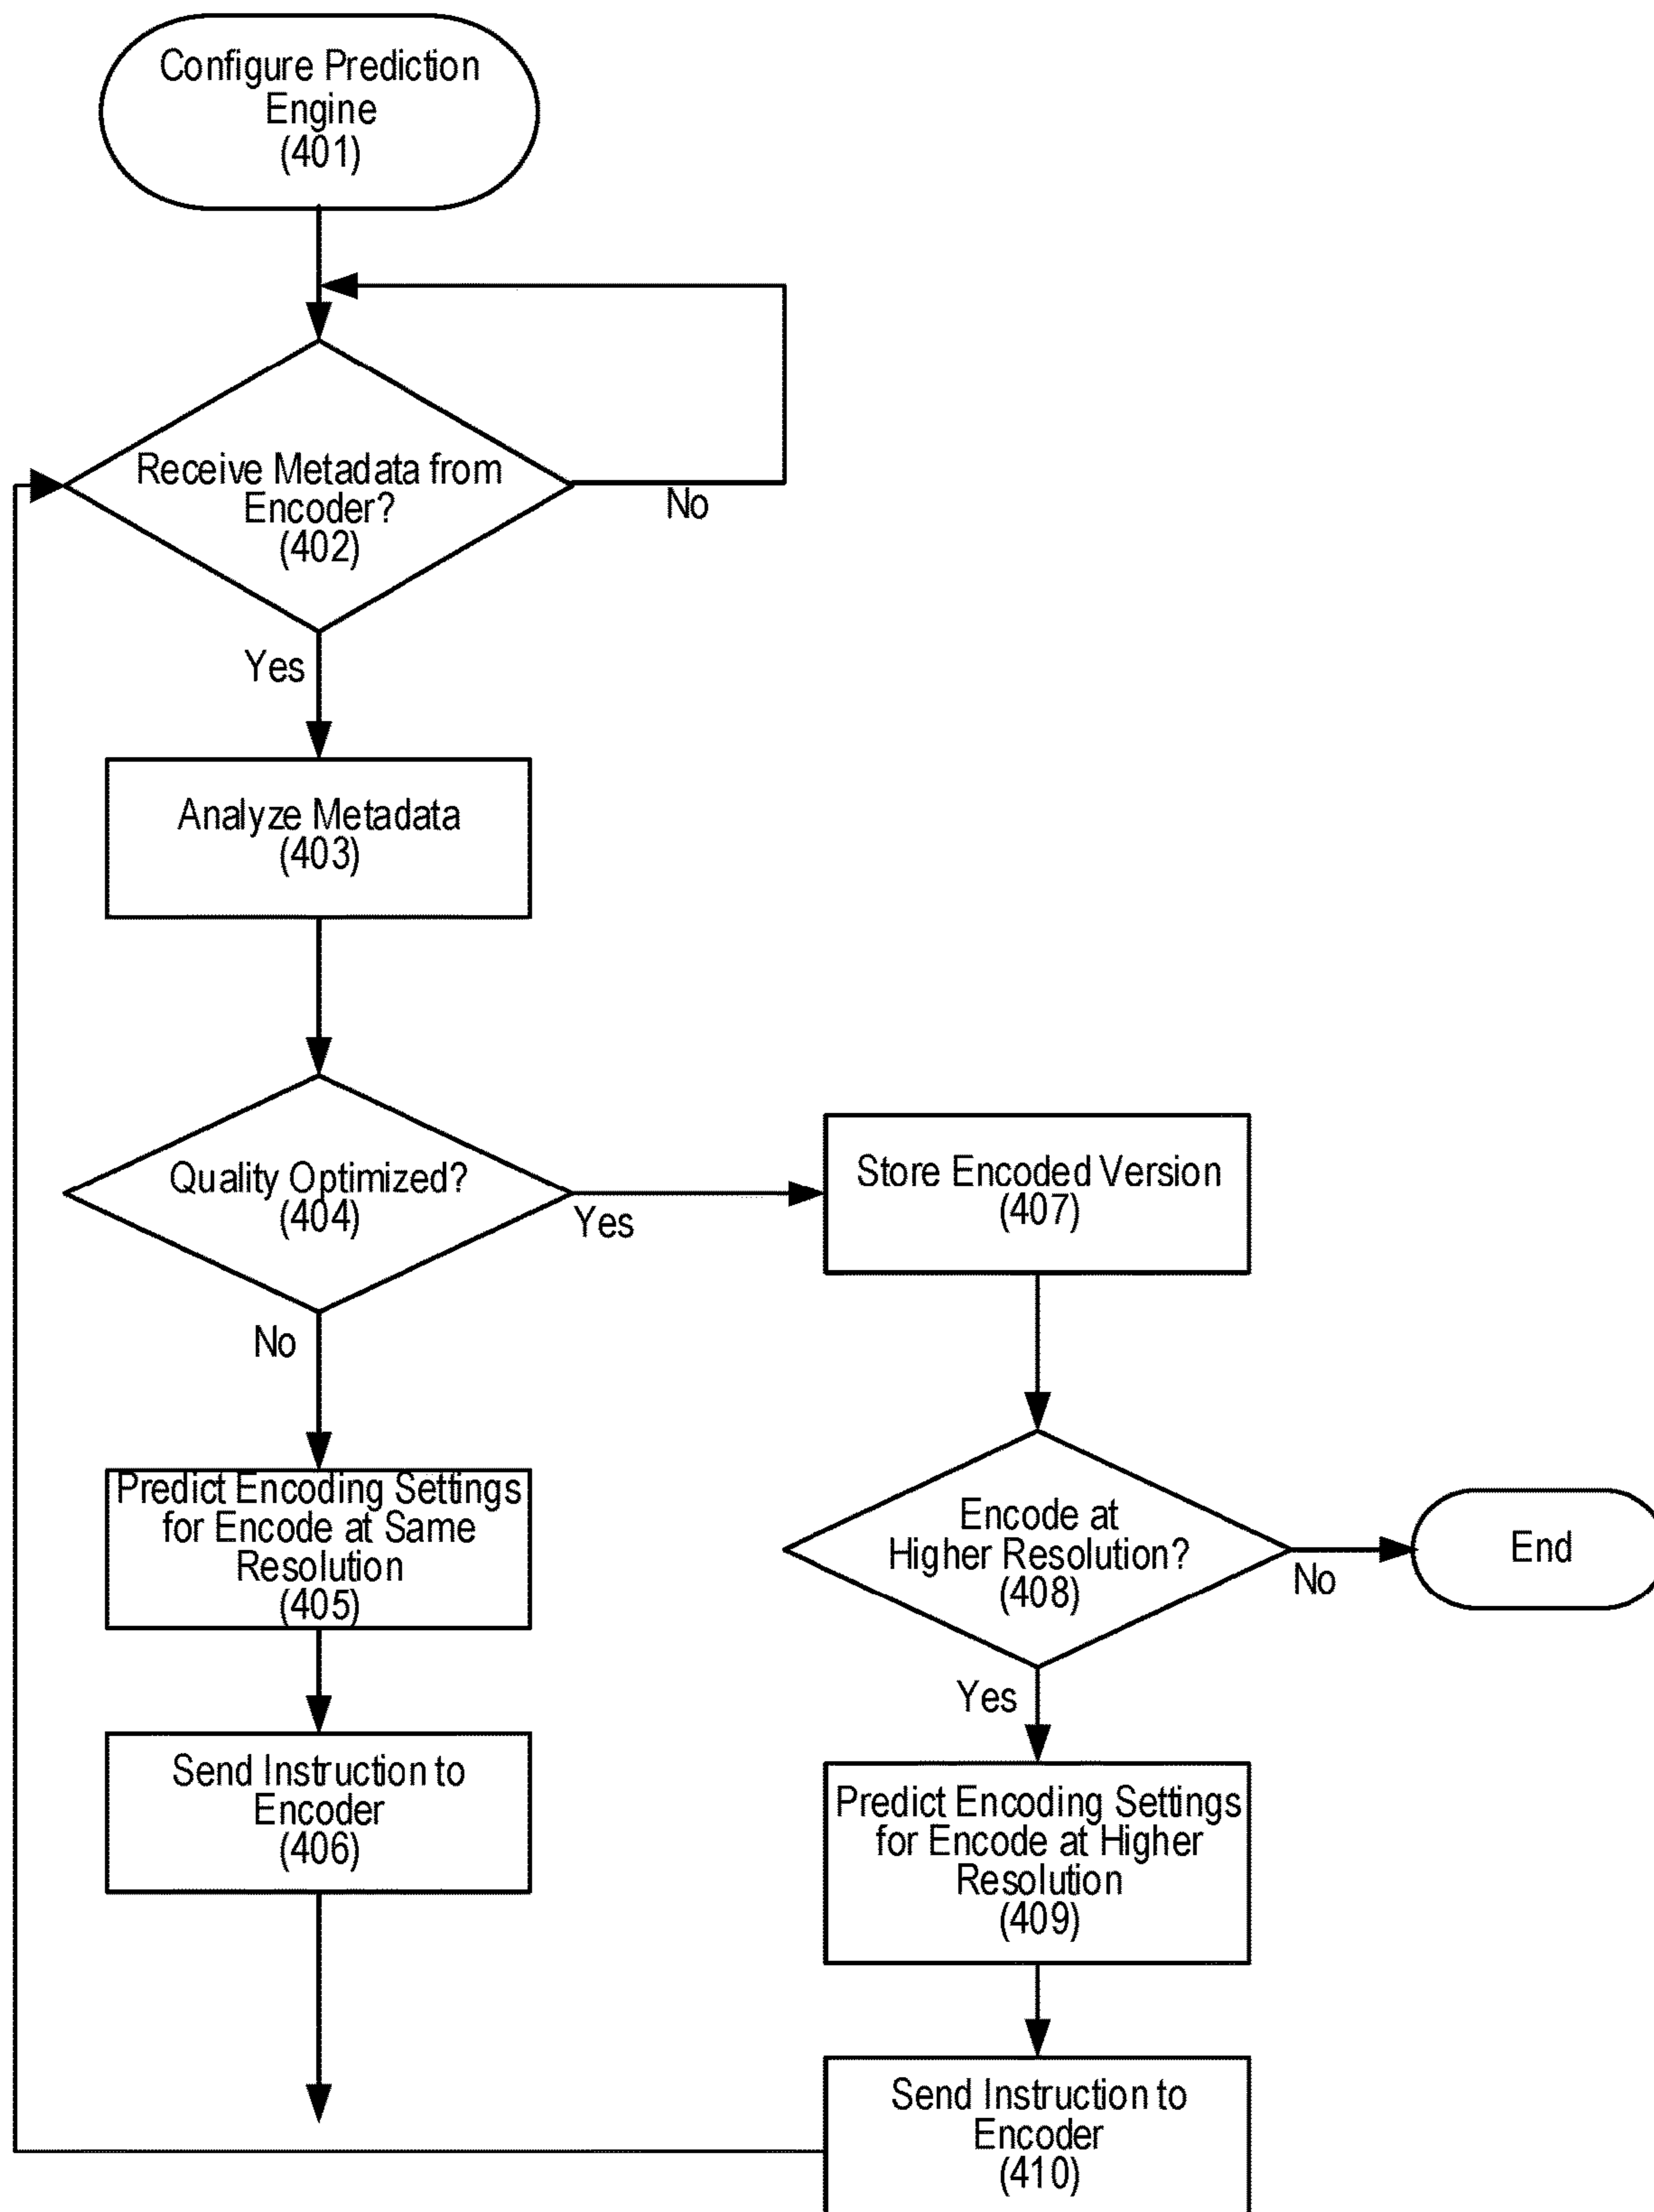 Configure Prediction
Engine
(401)
Receive Metadata from
Encoder?
(402)
No
Yes
Analyze Metadata
(403)
Quality Optimized?
(404)
Yes
No
Store Encoded Version
(407)
Predict Encoding Settings
for Encode at Same
Resolution
(405)
Encode at
Higher Resolution?
(408)
No
End
Yes
Send Instruction to
Encoder
(406)
Predict Encoding Settings
for Encode at Higher
Resolution
(409)
Send Instruction to
Encoder
(410)